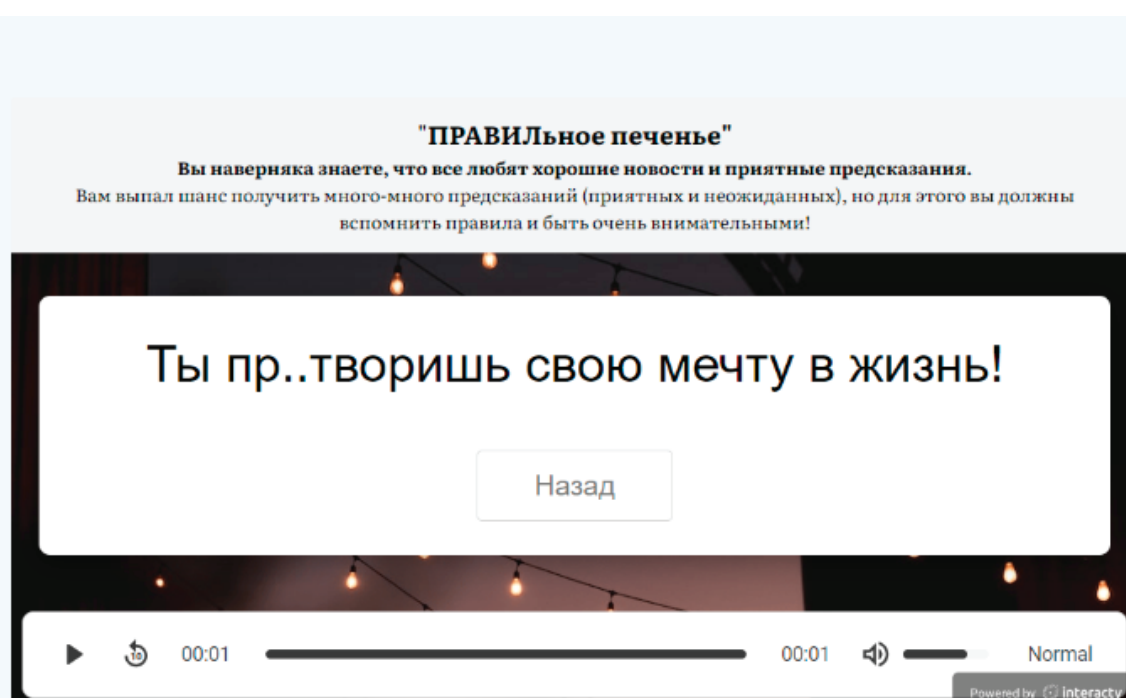 "ПРАВИЛьное печенье"
Вы наверняка знаете, что все любят хорошие новости и приятные предсказания.
Вам выпал шанс получить много-много предсказаний (приятных и неожиданных), но для этого вы должны
вспомнить правила и быть очень внимательными!
Ты пр..творишь свою мечту в жизнь!
Назад
10 00:01 00:01 Normal
Powered by interacty